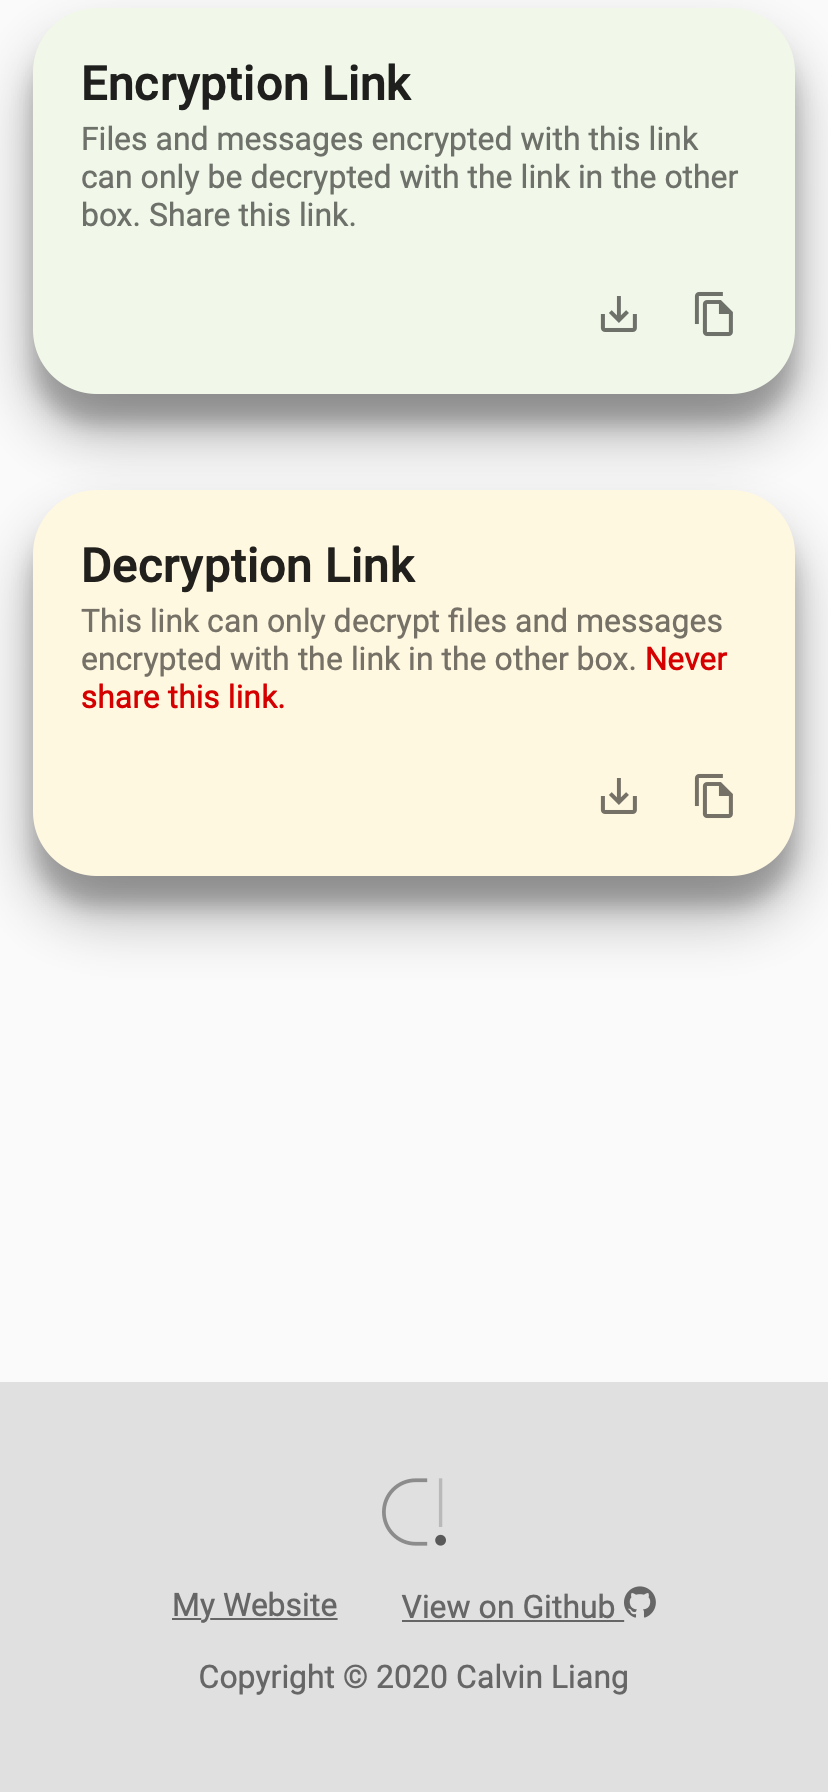 Encryption Link
Files and messages encrypted with this link
can only be decrypted with the link in the other
box. Share this link.
Decryption Link
This link can only decrypt files and messages
encrypted with the link in the other box. Never
share this link.
My Website View on Github
Copyright © 2020 Calvin Liang